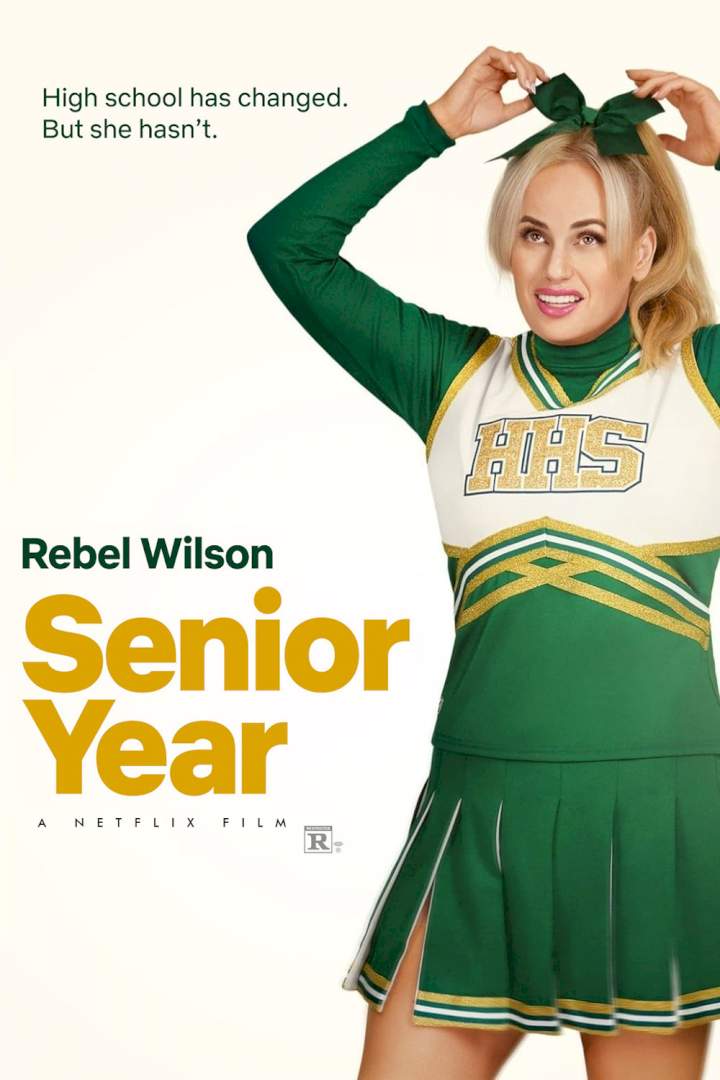 High school has changed.
But she hasn't.
HHS
Rebel Wilson
Senior
Year
A NETFLIX FILM
R